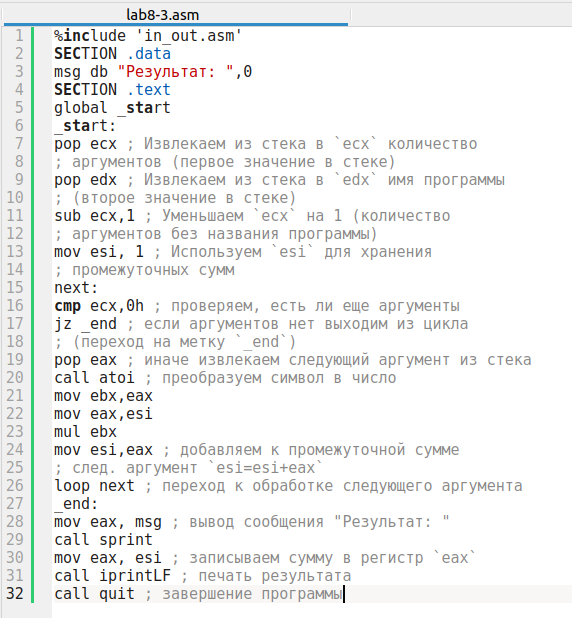 lab8-3.asm
1 %include 'in_out.asm'
2 SECTION .data
3 msg db "Результат: ",0
4 SECTION .text
5 global _start
6 _start:
7 pop ecx ; Извлекаем из стека в `ecx` количество
8 ; аргументов (первое значение в стеке)
9 pop edx ; Извлекаем из стека в `edx` имя программы
10 ; (второе значение в стеке)
11 sub ecx,1 ; Уменьшаем `ecx` на 1 (количество
12 ; аргументов без названия программы)
13 mov esi, 1 ; Используем `esi` для хранения
14 ; промежуточных сумм
15 next:
16 cmp ecx,0h ; проверяем, есть ли еще аргументы
17 jz _end ; если аргументов нет выходим из цикла
18 ; (переход на метку `_end`)
19 pop eax ; иначе извлекаем следующий аргумент из стека
20 call atoi ; преобразуем символ в число
21 mov ebx,eax
22 mov eax,esi
23 mul ebx
24 mov esi,eax ; добавляем к промежуточной сумме
25 ; след. аргумент `esi=esi+eax`
26 loop next ; переход к обработке следующего аргумента
27 _end:
28 mov eax, msg ; вывод сообщения "Результат: "
29 call sprint
30 mov eax, esi ; записываем сумму в регистр `eax`
31 call iprintLF ; печать результата
32 call quit ; завершение программы